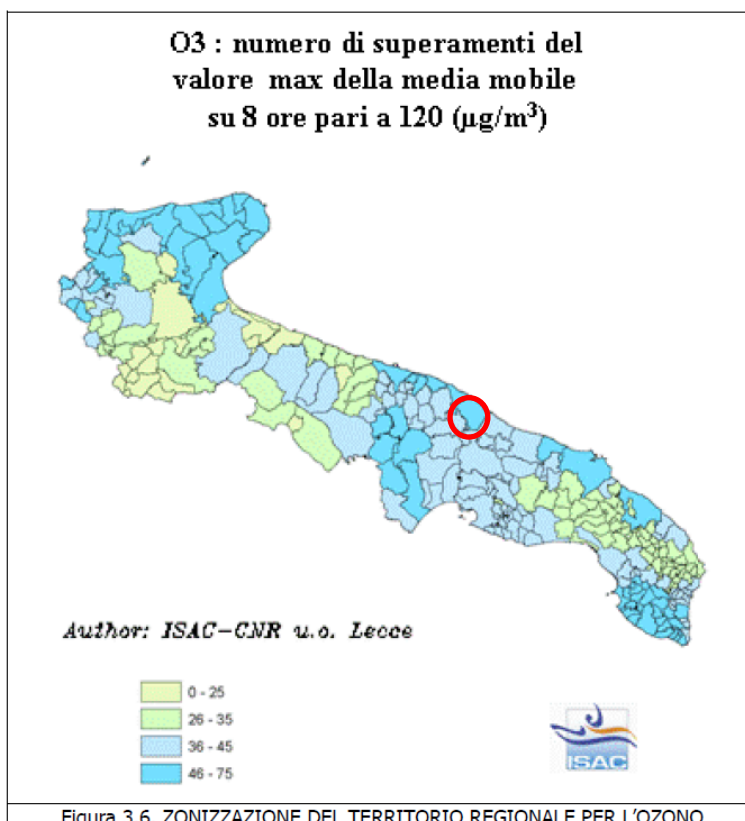 O3 : numero di superamenti del
valore max della media mobile
su 8 ore pari a 120 (µg/m³)
Author: ISAC-CNR u.o. Lecce
0 - 25
26 - 35
36 - 45
46 - 75
ISAC
Figura 3.6 ZONIZZAZIONE DEL TERRITORIO REGIONALE PER L'OZONO